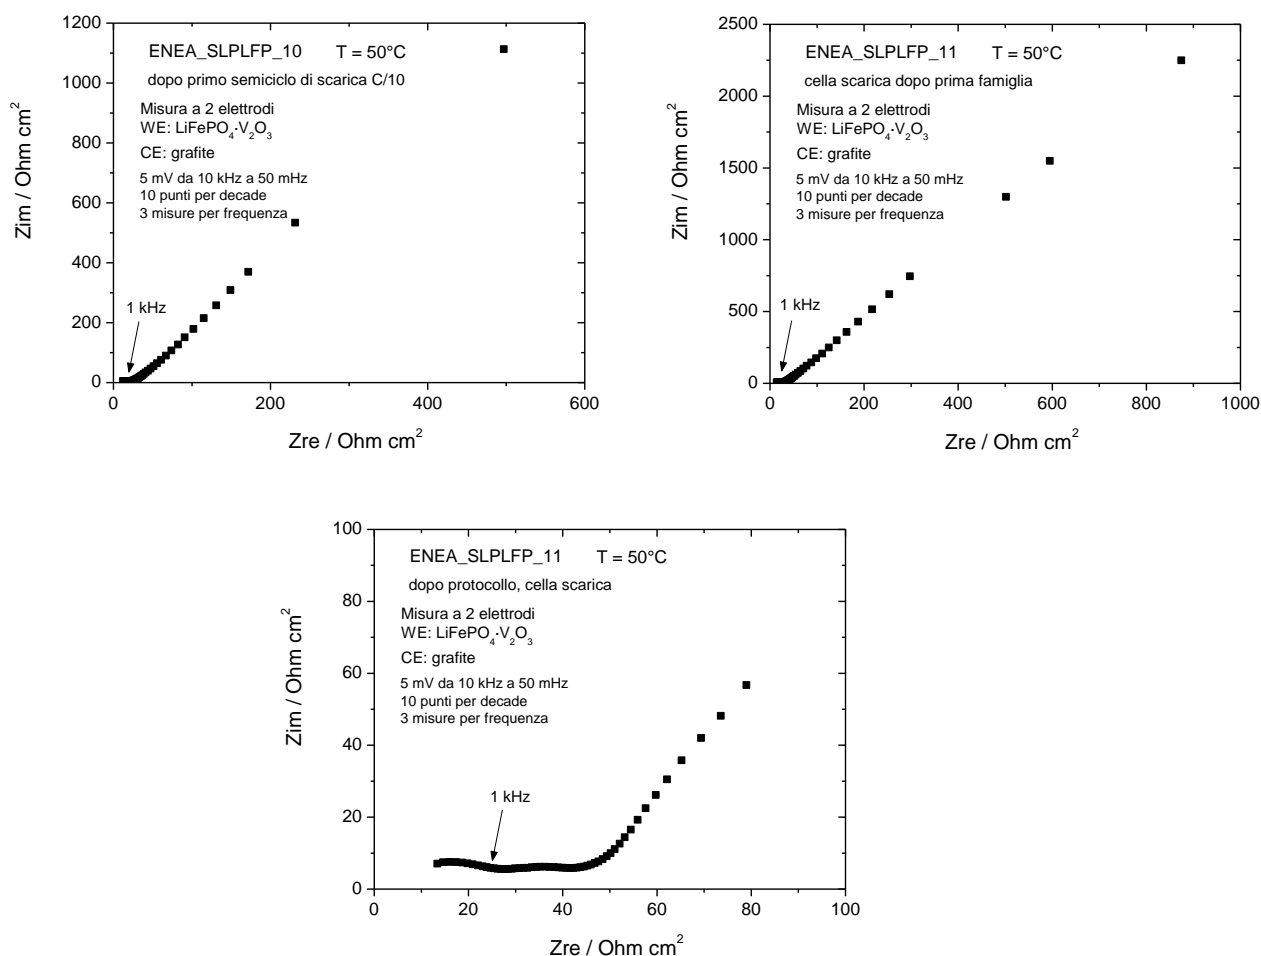 1200
1000
800
600
400
200
0
Zim / Ohm cm²
ENEA_SLPLFP_10 T = 50°C
dopo primo semiciclo di scarica C/10
Misura a 2 elettrodi
WE: LiFePO₄·V₂O₃
CE: grafite
5 mV da 10 kHz a 50 mHz
10 punti per decade
3 misure per frequenza
1 kHz
0 200 400 600
Zre / Ohm cm²
2500
2000
1500
1000
500
0
Zim / Ohm cm²
ENEA_SLPLFP_11 T = 50°C
cella scarica dopo prima famiglia
Misura a 2 elettrodi
WE: LiFePO₄·V₂O₃
CE: grafite
5 mV da 10 kHz a 50 mHz
10 punti per decade
3 misure per frequenza
1 kHz
0 200 400 600 800 1000
Zre / Ohm cm²
100
80
60
40
20
0
Zim / Ohm cm²
ENEA_SLPLFP_11 T = 50°C
dopo protocollo, cella scarica
Misura a 2 elettrodi
WE: LiFePO₄·V₂O₃
CE: grafite
5 mV da 10 kHz a 50 mHz
10 punti per decade
3 misure per frequenza
1 kHz
0 20 40 60 80 100
Zre / Ohm cm²